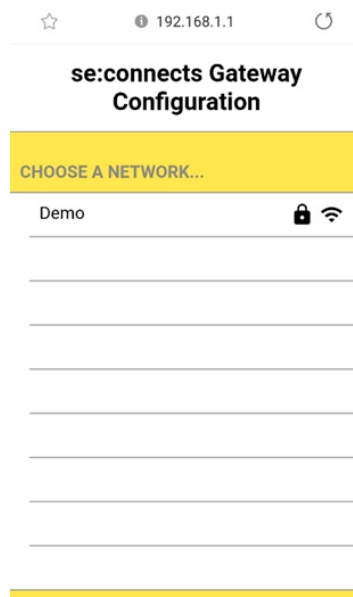 192.168.1.1
se:connects Gateway
Configuration
CHOOSE A NETWORK...
Demo